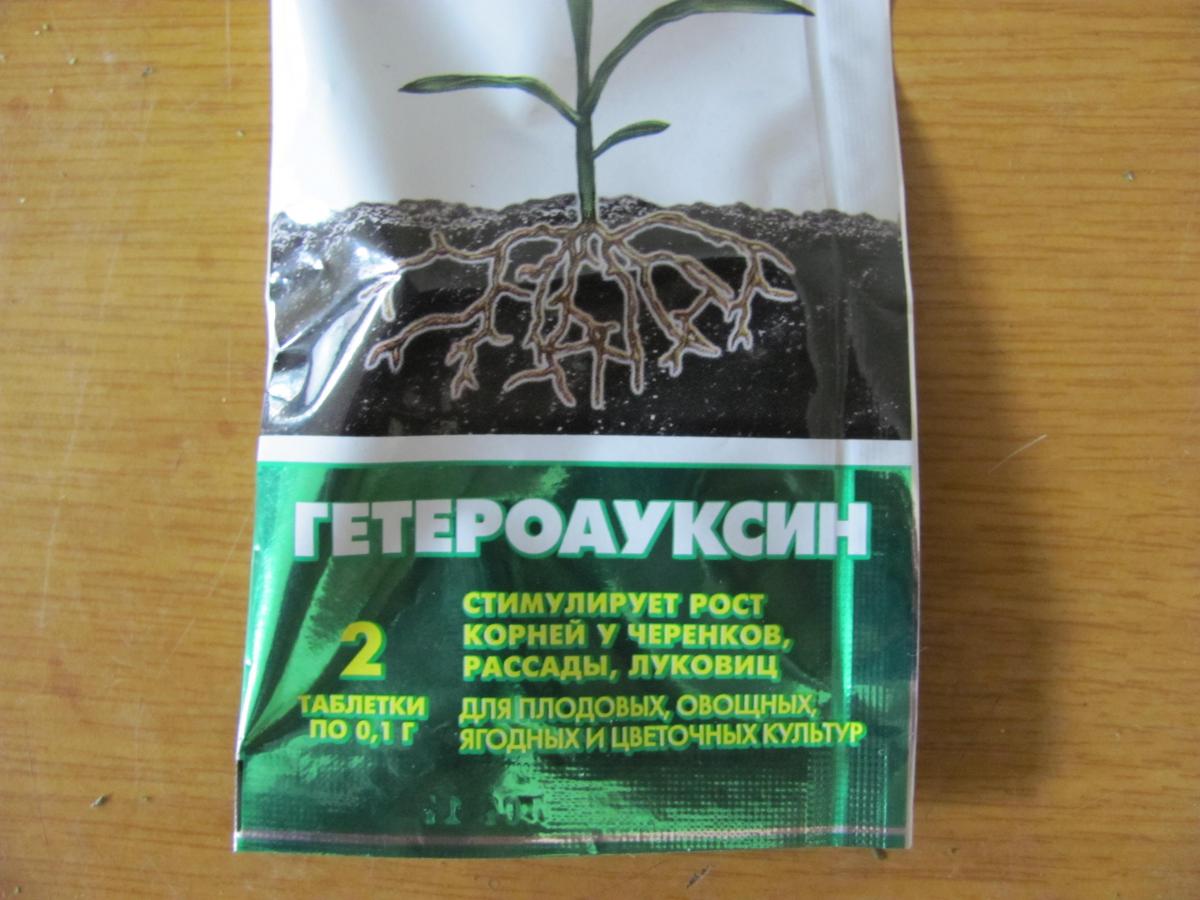 ГЕТЕРОАУКСИН
СТИМУЛИРУЕТ РОСТ
КОРНЕЙ У ЧЕРЕНКОВ,
РАССАДЫ, ЛУКОВИЦ
2
ТАБЛЕТКИ
ПО 0,1 Г
ДЛЯ ПЛОДОВЫХ, ОВОЩНЫХ,
ЯГОДНЫХ И ЦВЕТОЧНЫХ КУЛЬТУР